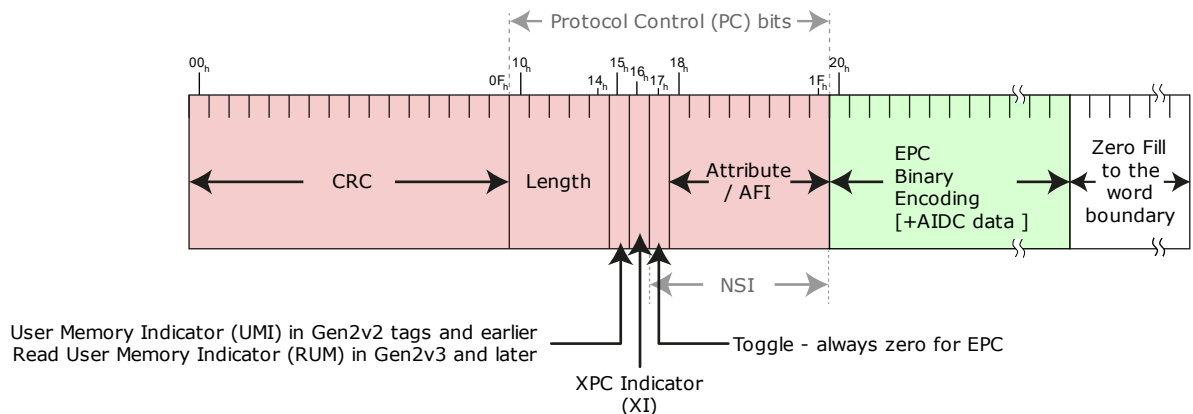 Protocol Control (PC) bits
00h
0Fh
10h
14h
15h
16h
17h
18h
1Fh
20h
CRC
Length
Attribute
/ AFI
EPC
Binary
Encoding
[+AIDC data ]
Zero Fill
to the
word
boundary
NSI
User Memory Indicator (UMI) in Gen2v2 tags and earlier
Read User Memory Indicator (RUM) in Gen2v3 and later
Toggle - always zero for EPC
XPC Indicator
(XI)